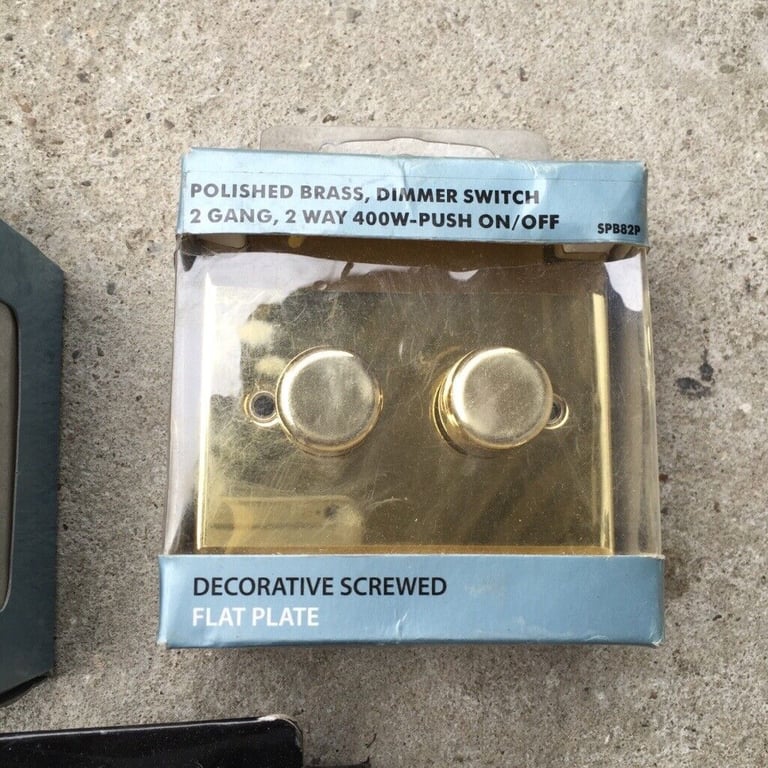 POLISHED BRASS, DIMMER SWITCH
2 GANG, 2 WAY 400W-PUSH ON/OFF
SPB82P
DECORATIVE SCREWED
FLAT PLATE